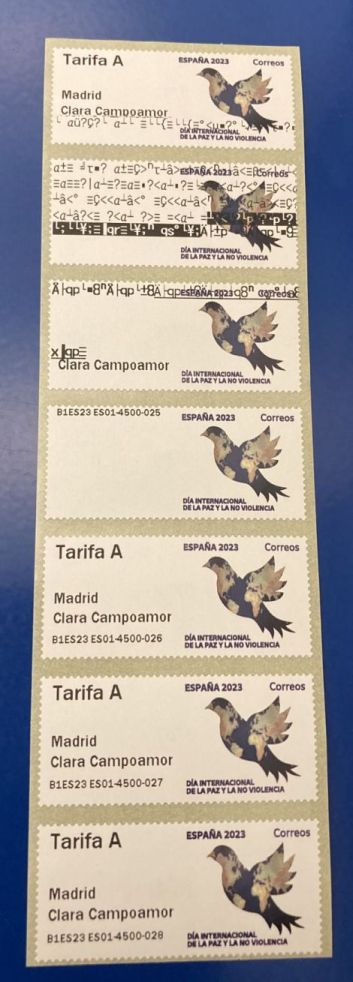 Tarifa A
ESPAÑA 2023 Correos
Madrid
Clara Campoamor
DÍA INTERNACIONAL
DE LA PAZ Y LA NO VIOLENCIA
ESPAÑA 2023 Correos
DÍA INTERNACIONAL
DE LA PAZ Y LA NO VIOLENCIA
ESPAÑA 2023 Correos
Clara Campoamor
DÍA INTERNACIONAL
DE LA PAZ Y LA NO VIOLENCIA
B1ES23 ES01-4500-025
ESPAÑA 2023 Correos
DÍA INTERNACIONAL
DE LA PAZ Y LA NO VIOLENCIA
Tarifa A
ESPAÑA 2023 Correos
Madrid
Clara Campoamor
B1ES23 ES01-4500-026
DÍA INTERNACIONAL
DE LA PAZ Y LA NO VIOLENCIA
Tarifa A
ESPAÑA 2023 Correos
Madrid
Clara Campoamor
B1ES23 ES01-4500-027
DÍA INTERNACIONAL
DE LA PAZ Y LA NO VIOLENCIA
Tarifa A
ESPAÑA 2023 Correos
Madrid
Clara Campoamor
B1ES23 ES01-4500-028
DÍA INTERNACIONAL
DE LA PAZ Y LA NO VIOLENCIA